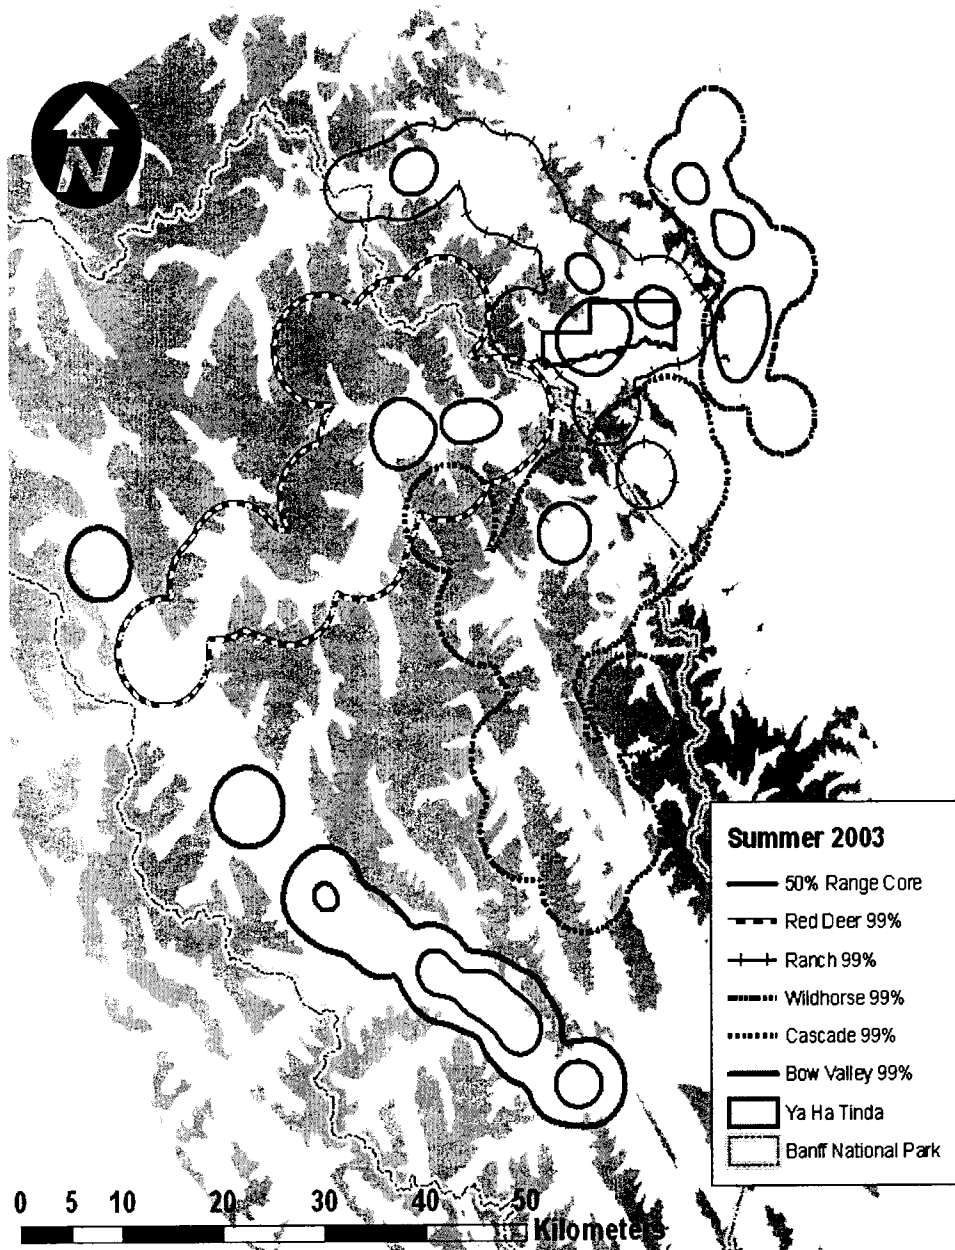 N
Summer 2003
50% Range Core
Red Deer 99%
Ranch 99%
Wildhorse 99%
Cascade 99%
Bow Valley 99%
Ya Ha Tinda
Banff National Park
0 5 10 20 30 40 50
Kilometers